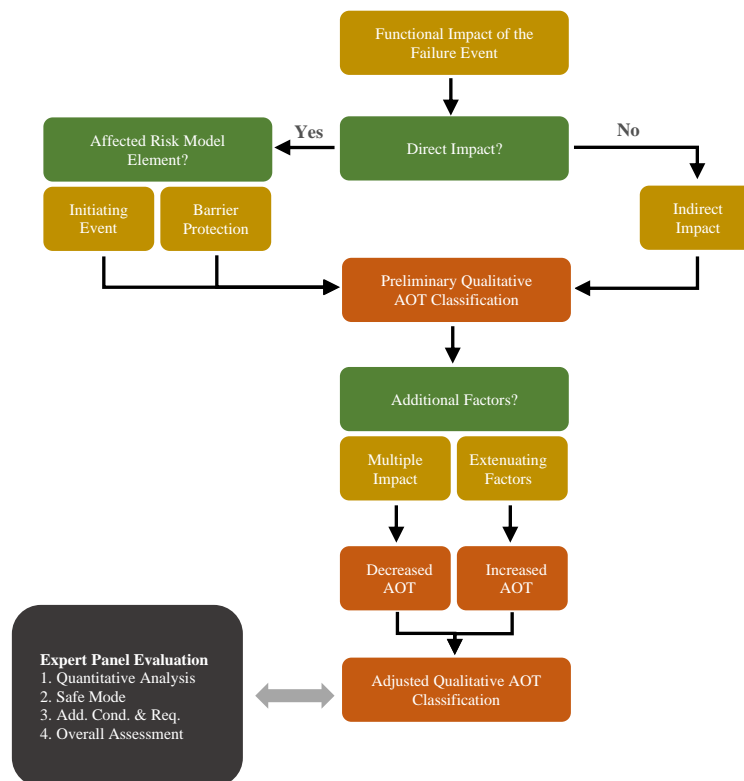 Functional Impact of the
Failure Event
Yes
No
Affected Risk Model
Element?
Direct Impact?
Initiating
Event
Barrier
Protection
Indirect
Impact
Preliminary Qualitative
AOT Classification
Additional Factors?
Multiple
Impact
Extenuating
Factors
Decreased
AOT
Increased
AOT
Expert Panel Evaluation
1. Quantitative Analysis
2. Safe Mode
3. Add. Cond. & Req.
4. Overall Assessment
Adjusted Qualitative AOT
Classification